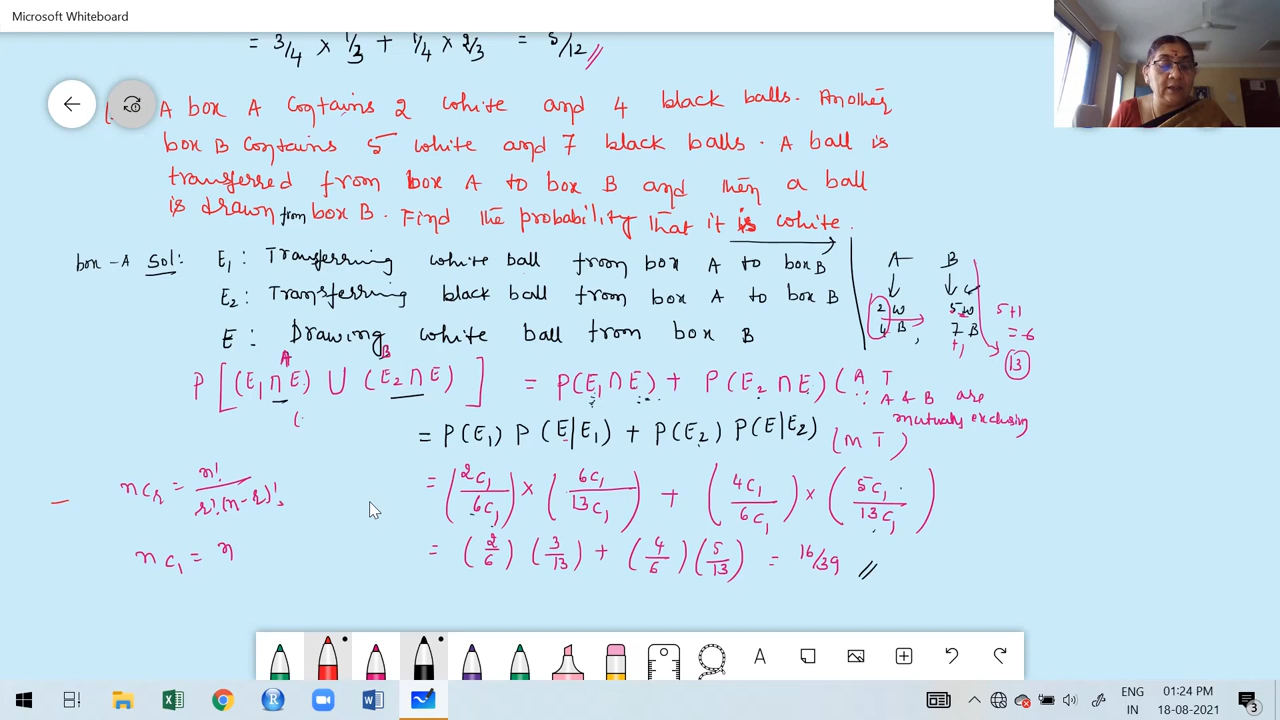 Microsoft Whiteboard
= 3/4 × 1/3 + 1/4 × 2/3 = 5/12 //
A box A contains 2 white and 4 black balls. Another
box B contains 5 white and 7 black balls. A ball is
transferred from box A to box B and then a ball
is drawn from box B. Find the probability that it is white.
box - A Sol: E₁: Transferring white ball from box A to box B
E₂: Transferring black ball from box A to box B
E: Drawing white ball from box B
A B
2 W 5 W 5+1
4 B, 7 B = 6
+1 13
A B
P[(E₁∩E) ∪ (E₂∩E)] = P(E₁∩E) + P(E₂∩E) (A T
∵ A & B are
mutually exclusing
= P(E₁) P(E|E₁) + P(E₂) P(E|E₂) (M T)
nCr = n!/r!(n-r)! = (2C₁/6C₁) × (6C₁/13C₁) + (4C₁/6C₁) × (5C₁/13C₁)
nC₁ = n = (2/6) (3/13) + (4/6) (5/13) = 16/39 //
A
ENG
IN
01:24 PM
18-08-2021
3